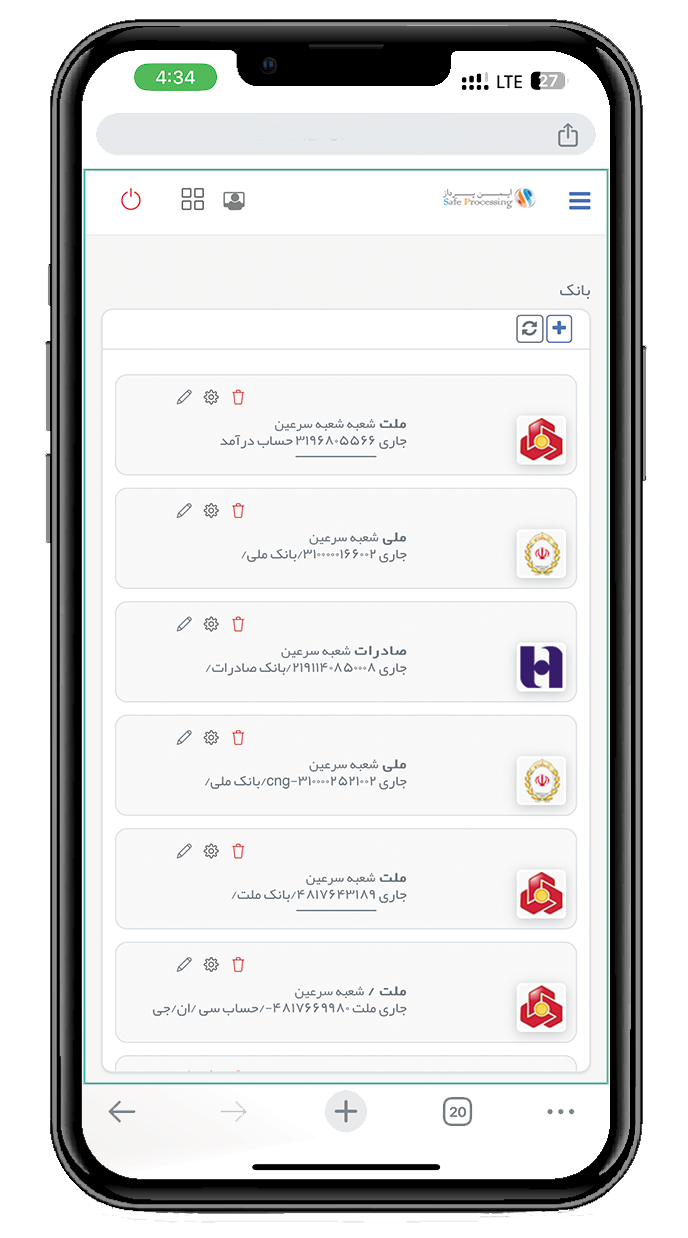 4:34
LTE
27
ایمن پرداز
Safe Processing
بانک
ملت شعبه شعبه سرعین
جاری ۳۱۹۶۸۰۵۵۶۶ حساب درآمد
ملی شعبه سرعین
جاری ۳۱۰۰۰۰۰۱۶۶۰۰۲/بانک ملی/
صادرات شعبه سرعین
جاری ۲۱۹۱۱۴۰۸۵۰۰۰۸/بانک صادرات/
ملی شعبه سرعین
جاری ۳۱۰۰۰۰۲۵۲۱۰۰۲-cng/بانک ملی/
ملت شعبه سرعین
جاری ۴۸۱۷۶۴۳۱۸۹/بانک ملت/
ملت / شعبه سرعین
جاری ملت ۴۸۱۷۶۶۹۹۸۰-/حساب سی /ان/جی
20